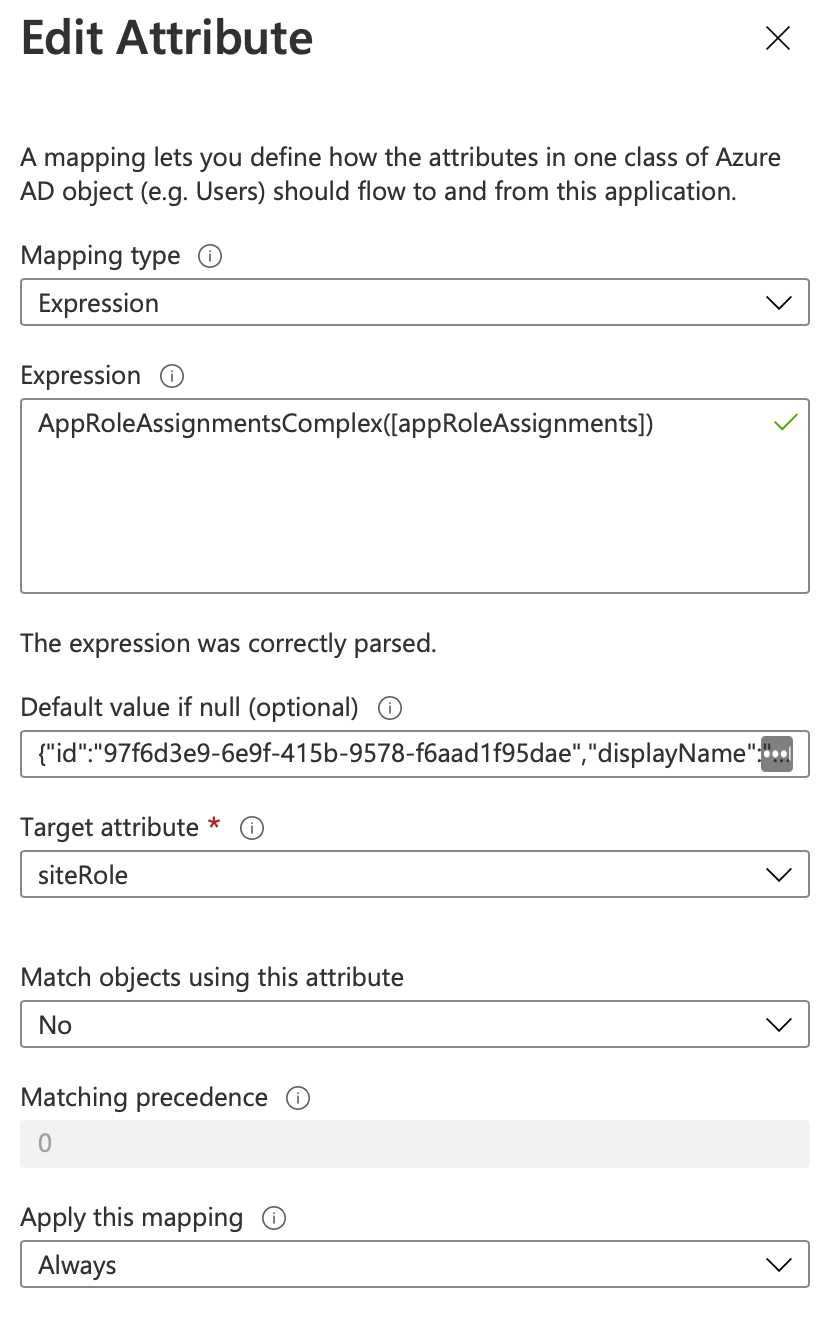 Edit Attribute
A mapping lets you define how the attributes in one class of Azure
AD object (e.g. Users) should flow to and from this application.
Mapping type
Expression
Expression
AppRoleAssignmentsComplex([appRoleAssignments])
The expression was correctly parsed.
Default value if null (optional)
{"id":"97f6d3e9-6e9f-415b-9578-f6aad1f95dae","displayName":"...
Target attribute *
siteRole
Match objects using this attribute
No
Matching precedence
0
Apply this mapping
Always